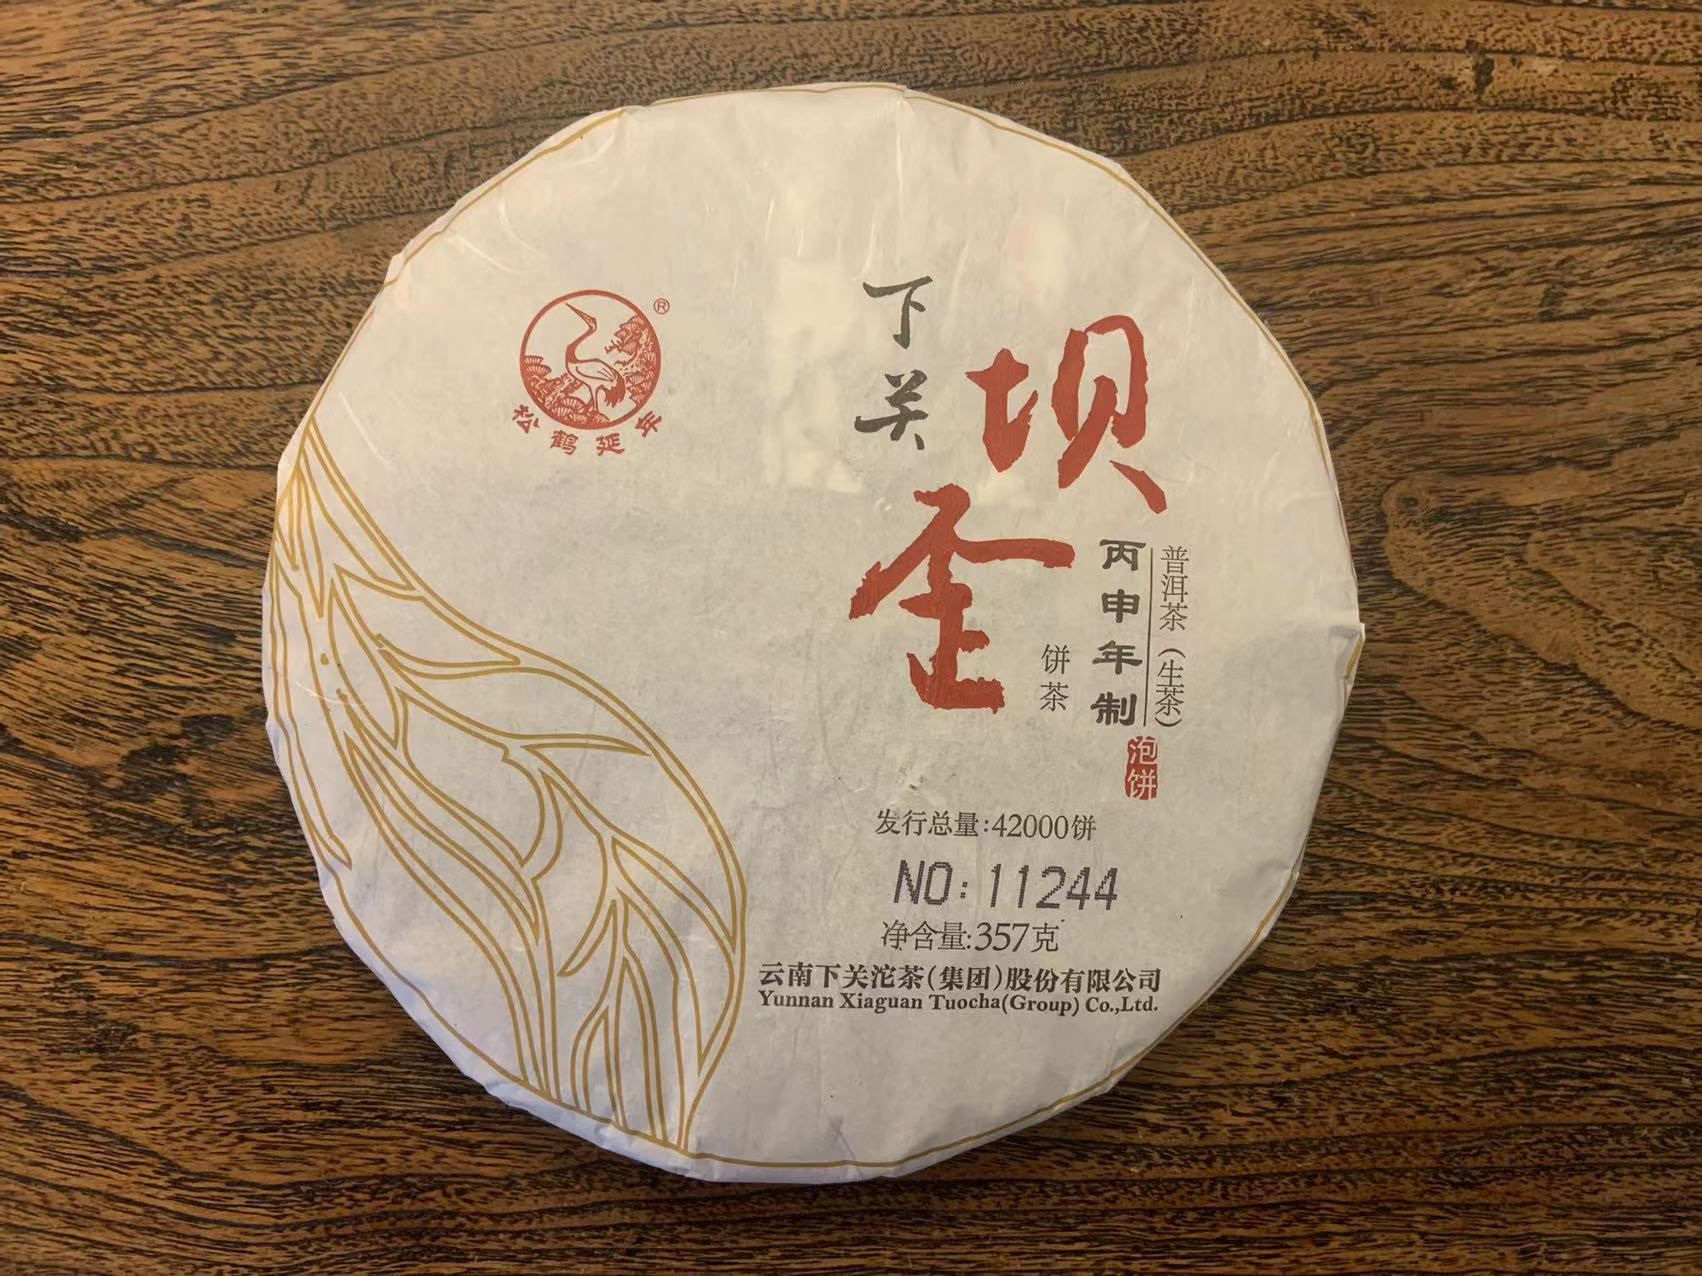 松鹤延年
®
下关
坝歪
饼茶
丙申年制
普洱茶(生茶)
泡饼
发行总量:42000饼
NO:11244
净含量:357克
云南下关沱茶(集团)股份有限公司
Yunnan Xiaguan Tuocha(Group) Co.,Ltd.